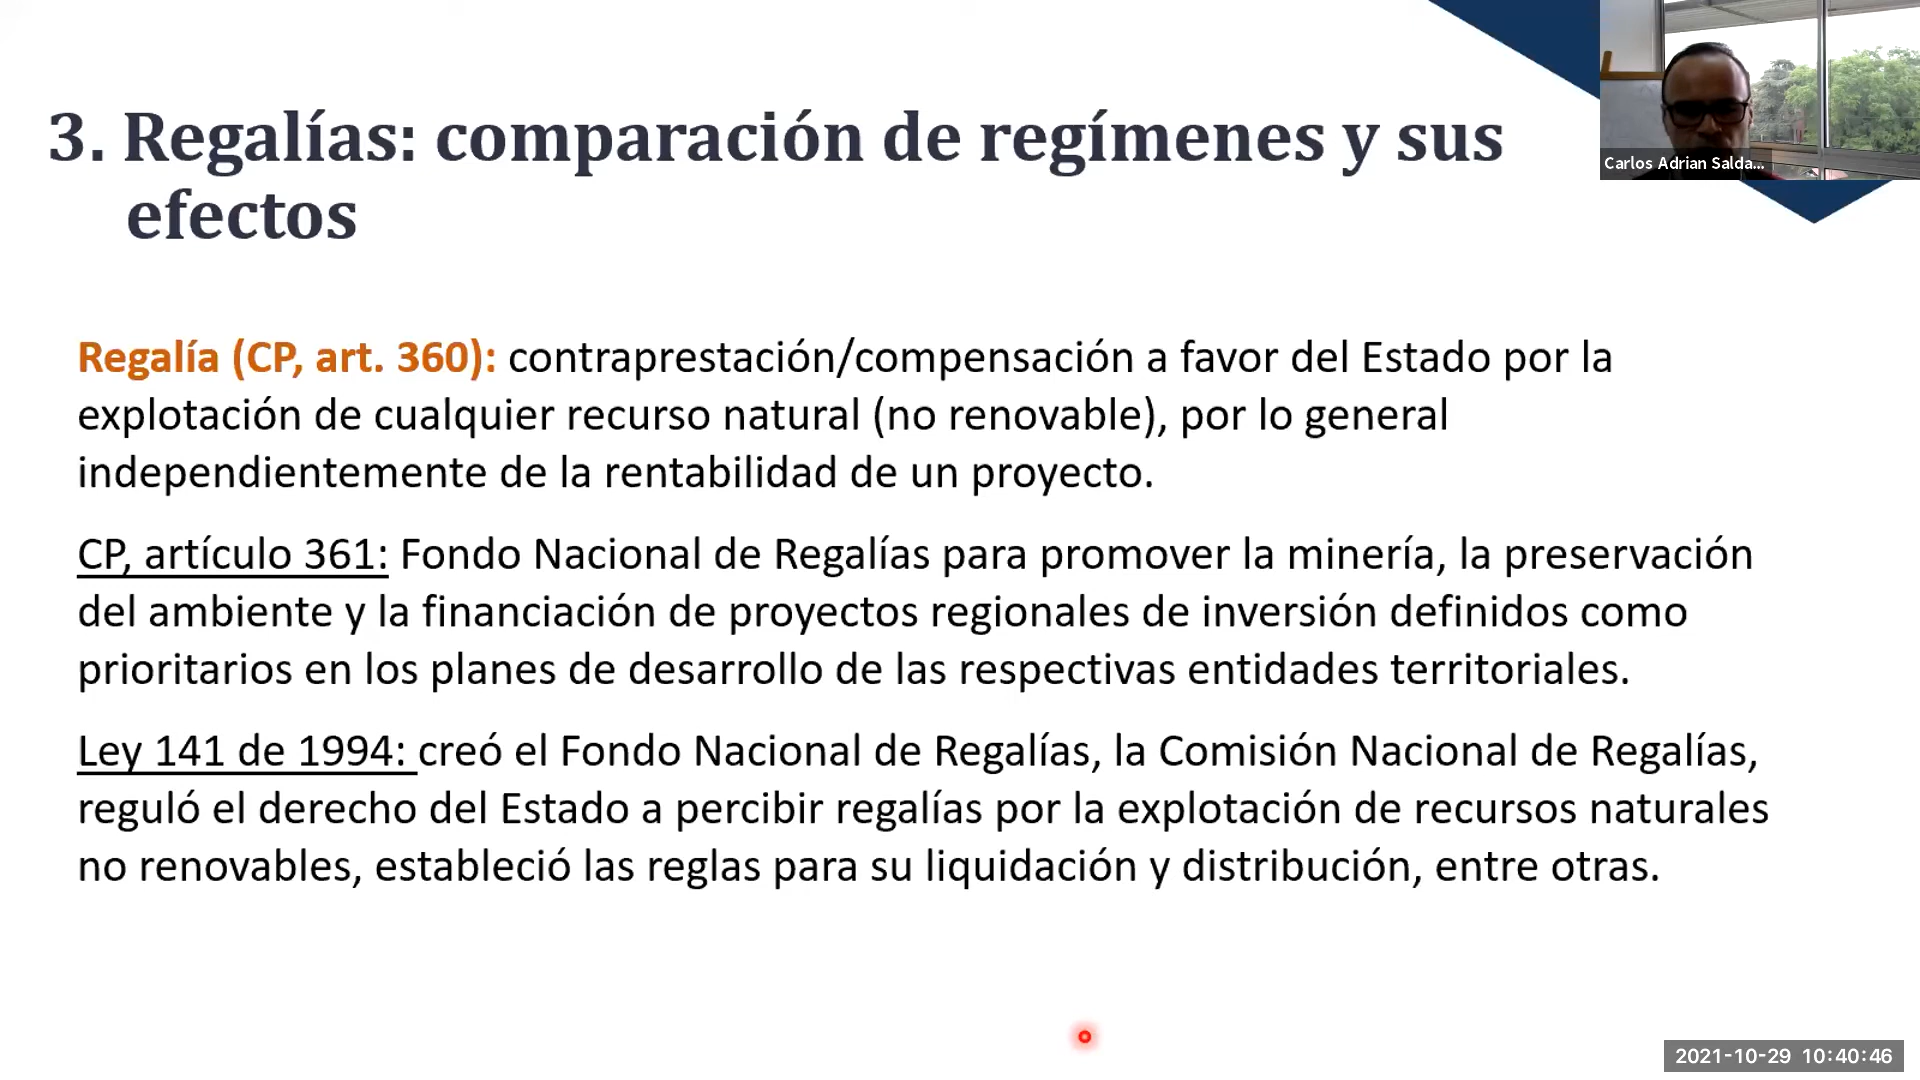 3. Regalías: comparación de regímenes y sus
efectos
Carlos Adrian Salda...
Regalía (CP, art. 360): contraprestación/compensación a favor del Estado por la
explotación de cualquier recurso natural (no renovable), por lo general
independientemente de la rentabilidad de un proyecto.
CP, artículo 361: Fondo Nacional de Regalías para promover la minería, la preservación
del ambiente y la financiación de proyectos regionales de inversión definidos como
prioritarios en los planes de desarrollo de las respectivas entidades territoriales.
Ley 141 de 1994: creó el Fondo Nacional de Regalías, la Comisión Nacional de Regalías,
reguló el derecho del Estado a percibir regalías por la explotación de recursos naturales
no renovables, estableció las reglas para su liquidación y distribución, entre otras.
2021-10-29 10:40:46